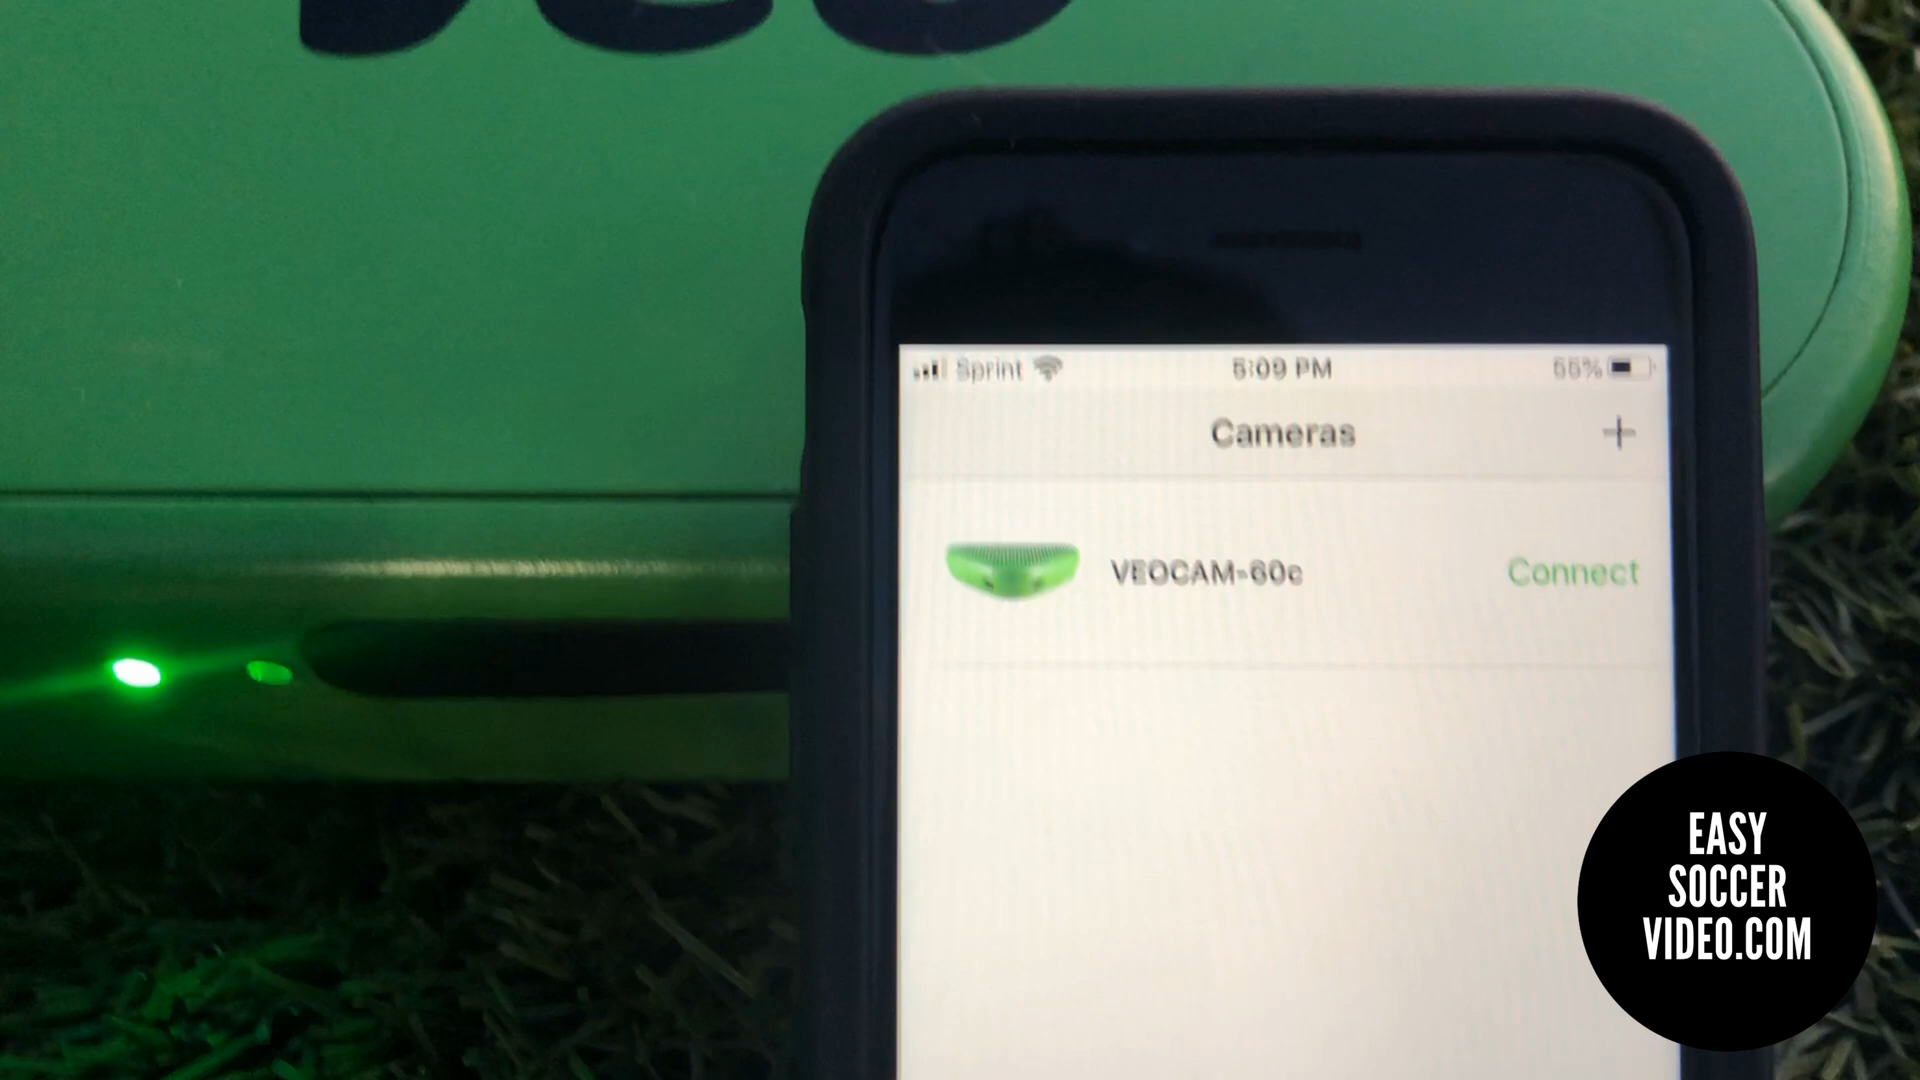 Sprint 5:09 PM 55%
Cameras +
VEOCAM-60c Connect
EASY
SOCCER
VIDEO.COM